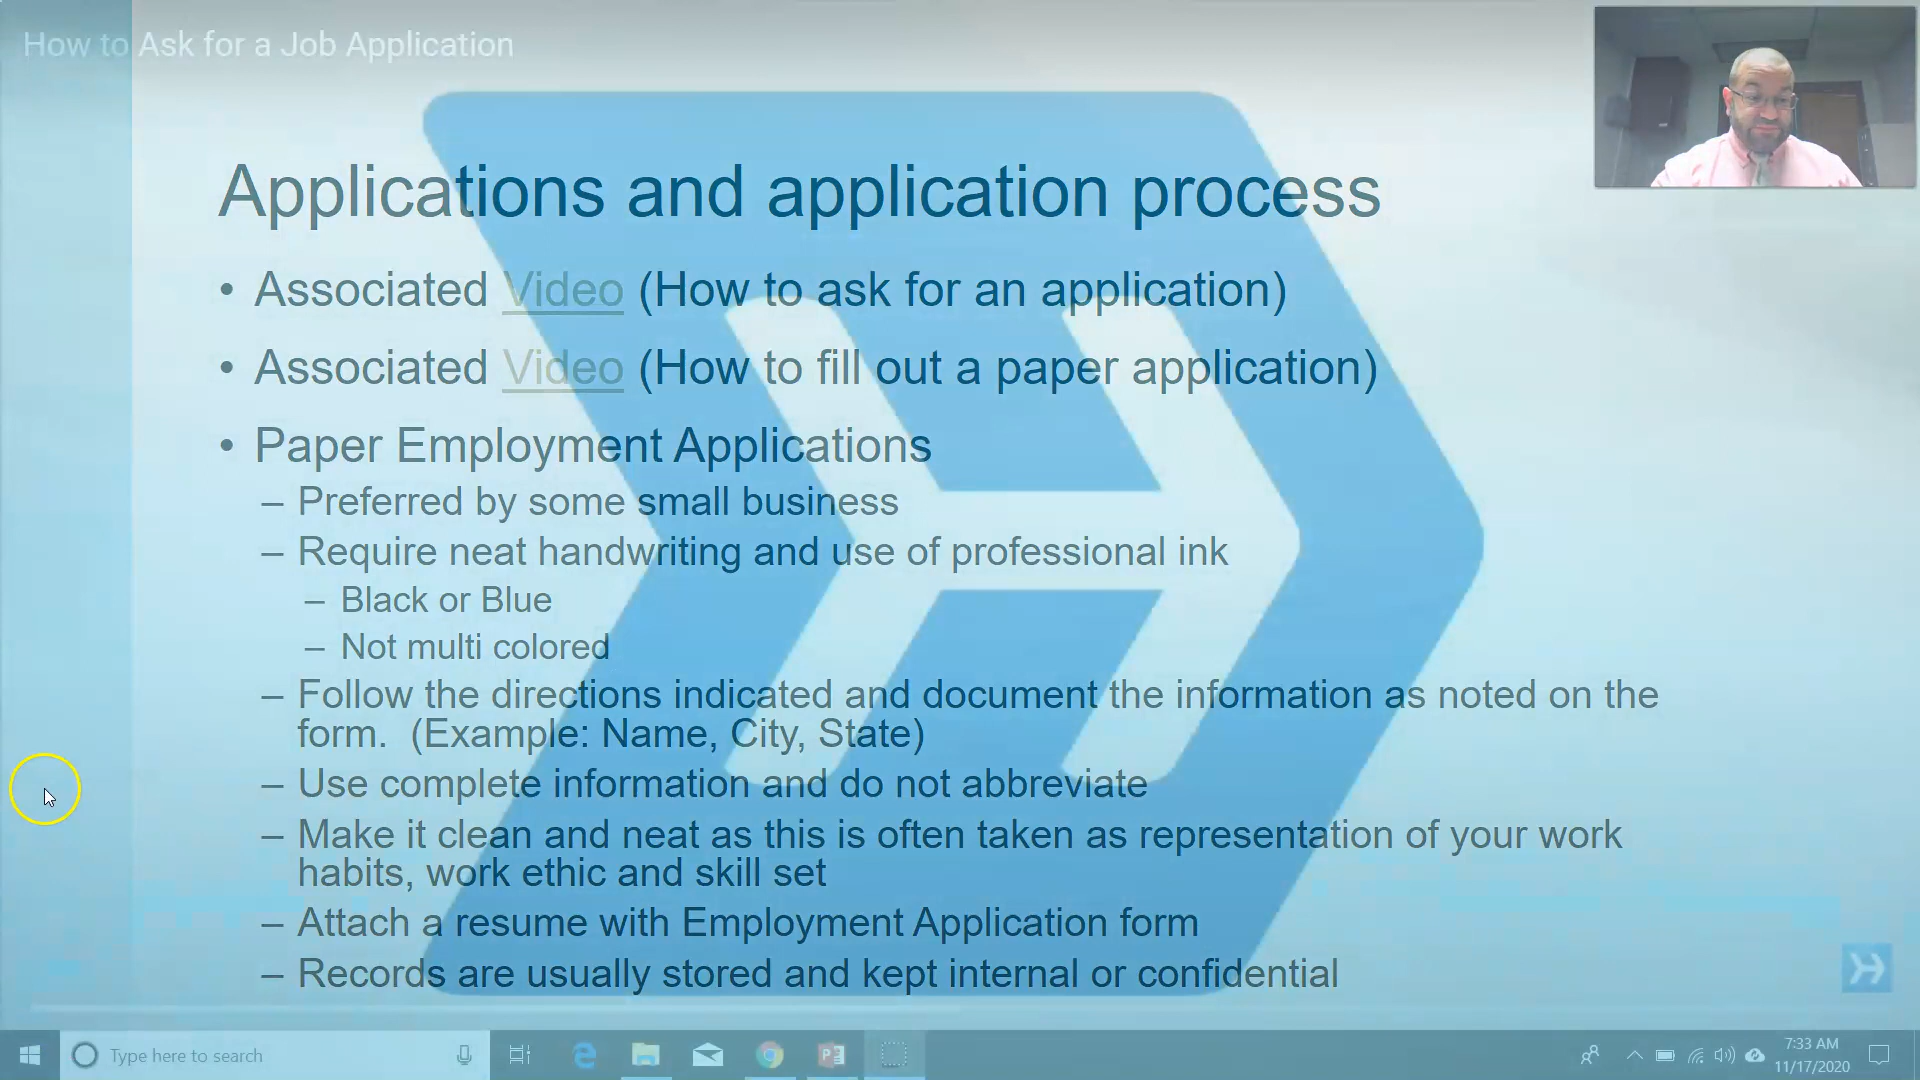 How to Ask for a Job Application
Applications and application process
• Associated Video (How to ask for an application)
• Associated Video (How to fill out a paper application)
• Paper Employment Applications
– Preferred by some small business
– Require neat handwriting and use of professional ink
– Black or Blue
– Not multi colored
– Follow the directions indicated and document the information as noted on the
form. (Example: Name, City, State)
– Use complete information and do not abbreviate
– Make it clean and neat as this is often taken as representation of your work
habits, work ethic and skill set
– Attach a resume with Employment Application form
– Records are usually stored and kept internal or confidential
Type here to search
7:33 AM
11/17/2020